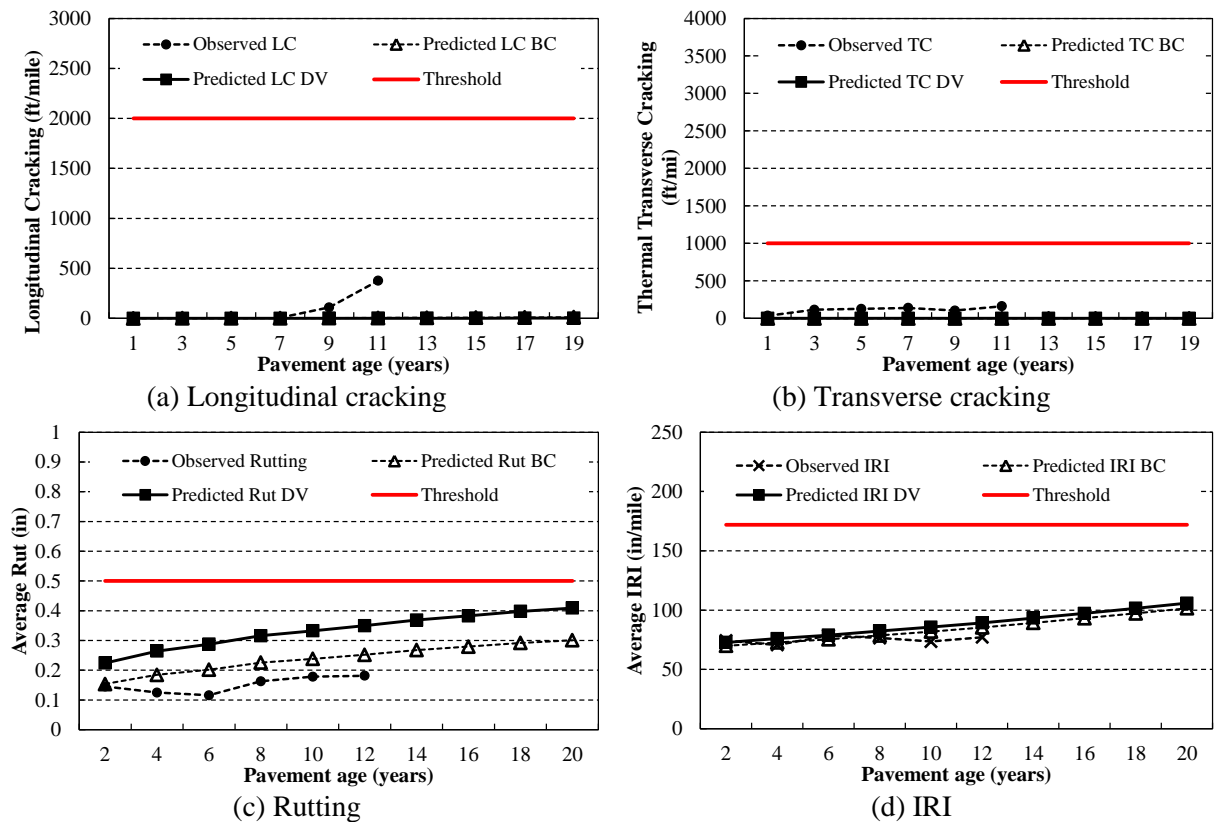 3000
2500
2000
1500
1000
500
0
Longitudinal Cracking (ft/mile)
Observed LC
Predicted LC BC
Predicted LC DV
Threshold
1 3 5 7 9 11 13 15 17 19
Pavement age (years)
(a) Longitudinal cracking
4000
3500
3000
2500
2000
1500
1000
500
0
Thermal Transverse Cracking
(ft/mi)
Observed TC
Predicted TC BC
Predicted TC DV
Threshold
1 3 5 7 9 11 13 15 17 19
Pavement age (years)
(b) Transverse cracking
1
0.9
0.8
0.7
0.6
0.5
0.4
0.3
0.2
0.1
0
Average Rut (in)
Observed Rutting
Predicted Rut BC
Predicted Rut DV
Threshold
2 4 6 8 10 12 14 16 18 20
Pavement age (years)
(c) Rutting
250
200
150
100
50
0
Average IRI (in/mile)
Observed IRI
Predicted IRI BC
Predicted IRI DV
Threshold
2 4 6 8 10 12 14 16 18 20
Pavement age (years)
(d) IRI